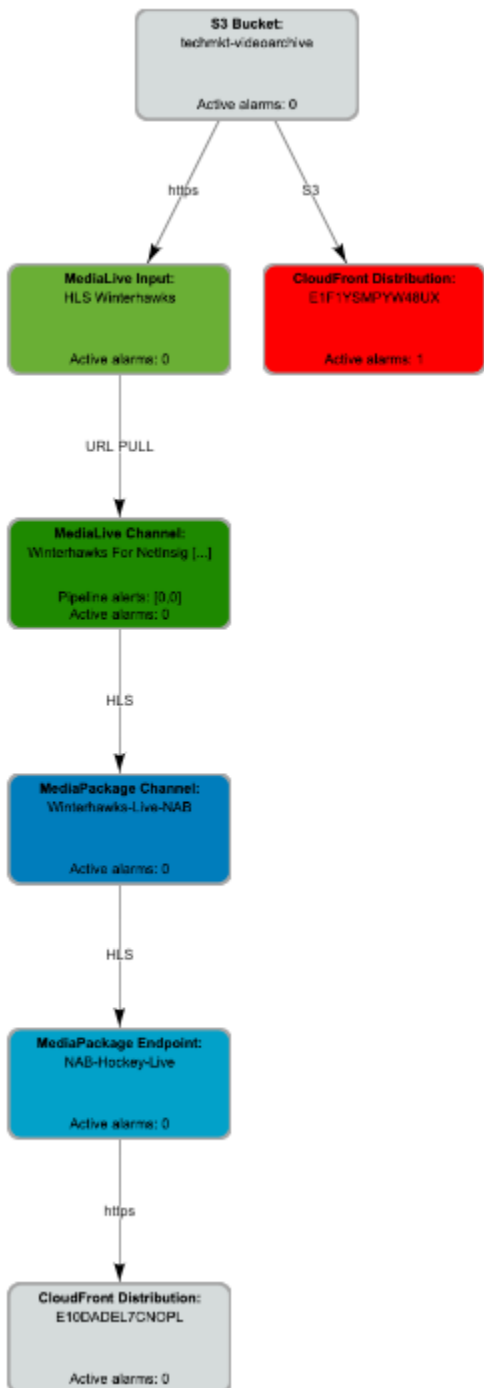 S3 Bucket:
techmkt-videoarchive
Active alarms: 0
https
S3
MediaLive Input:
HLS Winterhawks
Active alarms: 0
CloudFront Distribution:
E1F1YSMPYW48UX
Active alarms: 1
URL PULL
MediaLive Channel:
Winterhawks For NetInsig [...]
Pipeline alerts: [0,0]
Active alarms: 0
HLS
MediaPackage Channel:
Winterhawks-Live-NAB
Active alarms: 0
HLS
MediaPackage Endpoint:
NAB-Hockey-Live
Active alarms: 0
https
CloudFront Distribution:
E10DADEL7CNOPL
Active alarms: 0